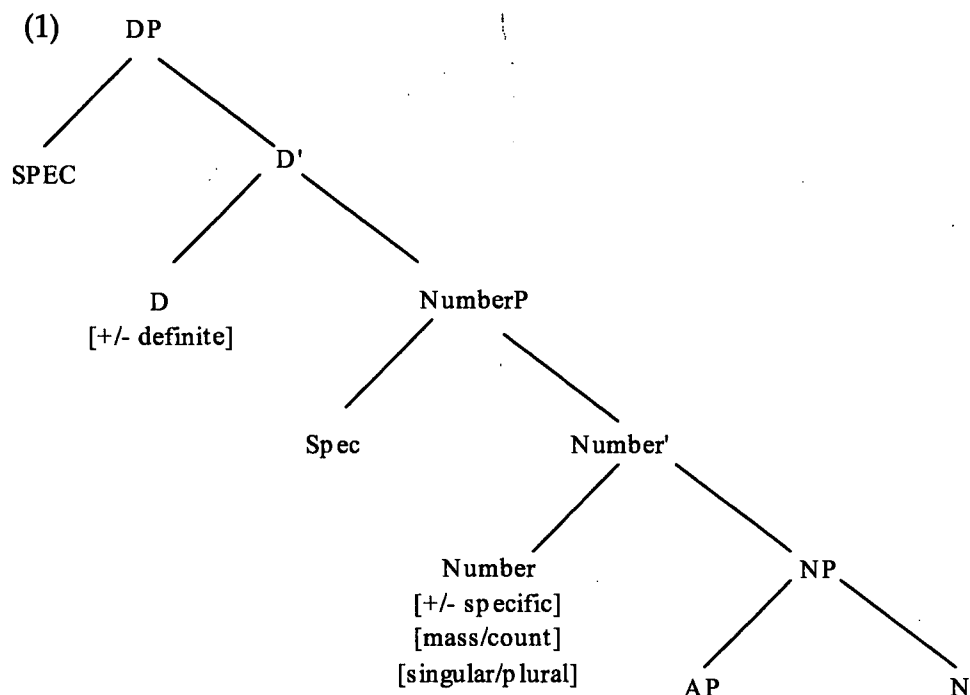 (1) DP
SPEC D'
D NumberP
[+/- definite]
Spec Number'
Number NP
[+/- specific]
[mass/count]
[singular/plural]
AP N